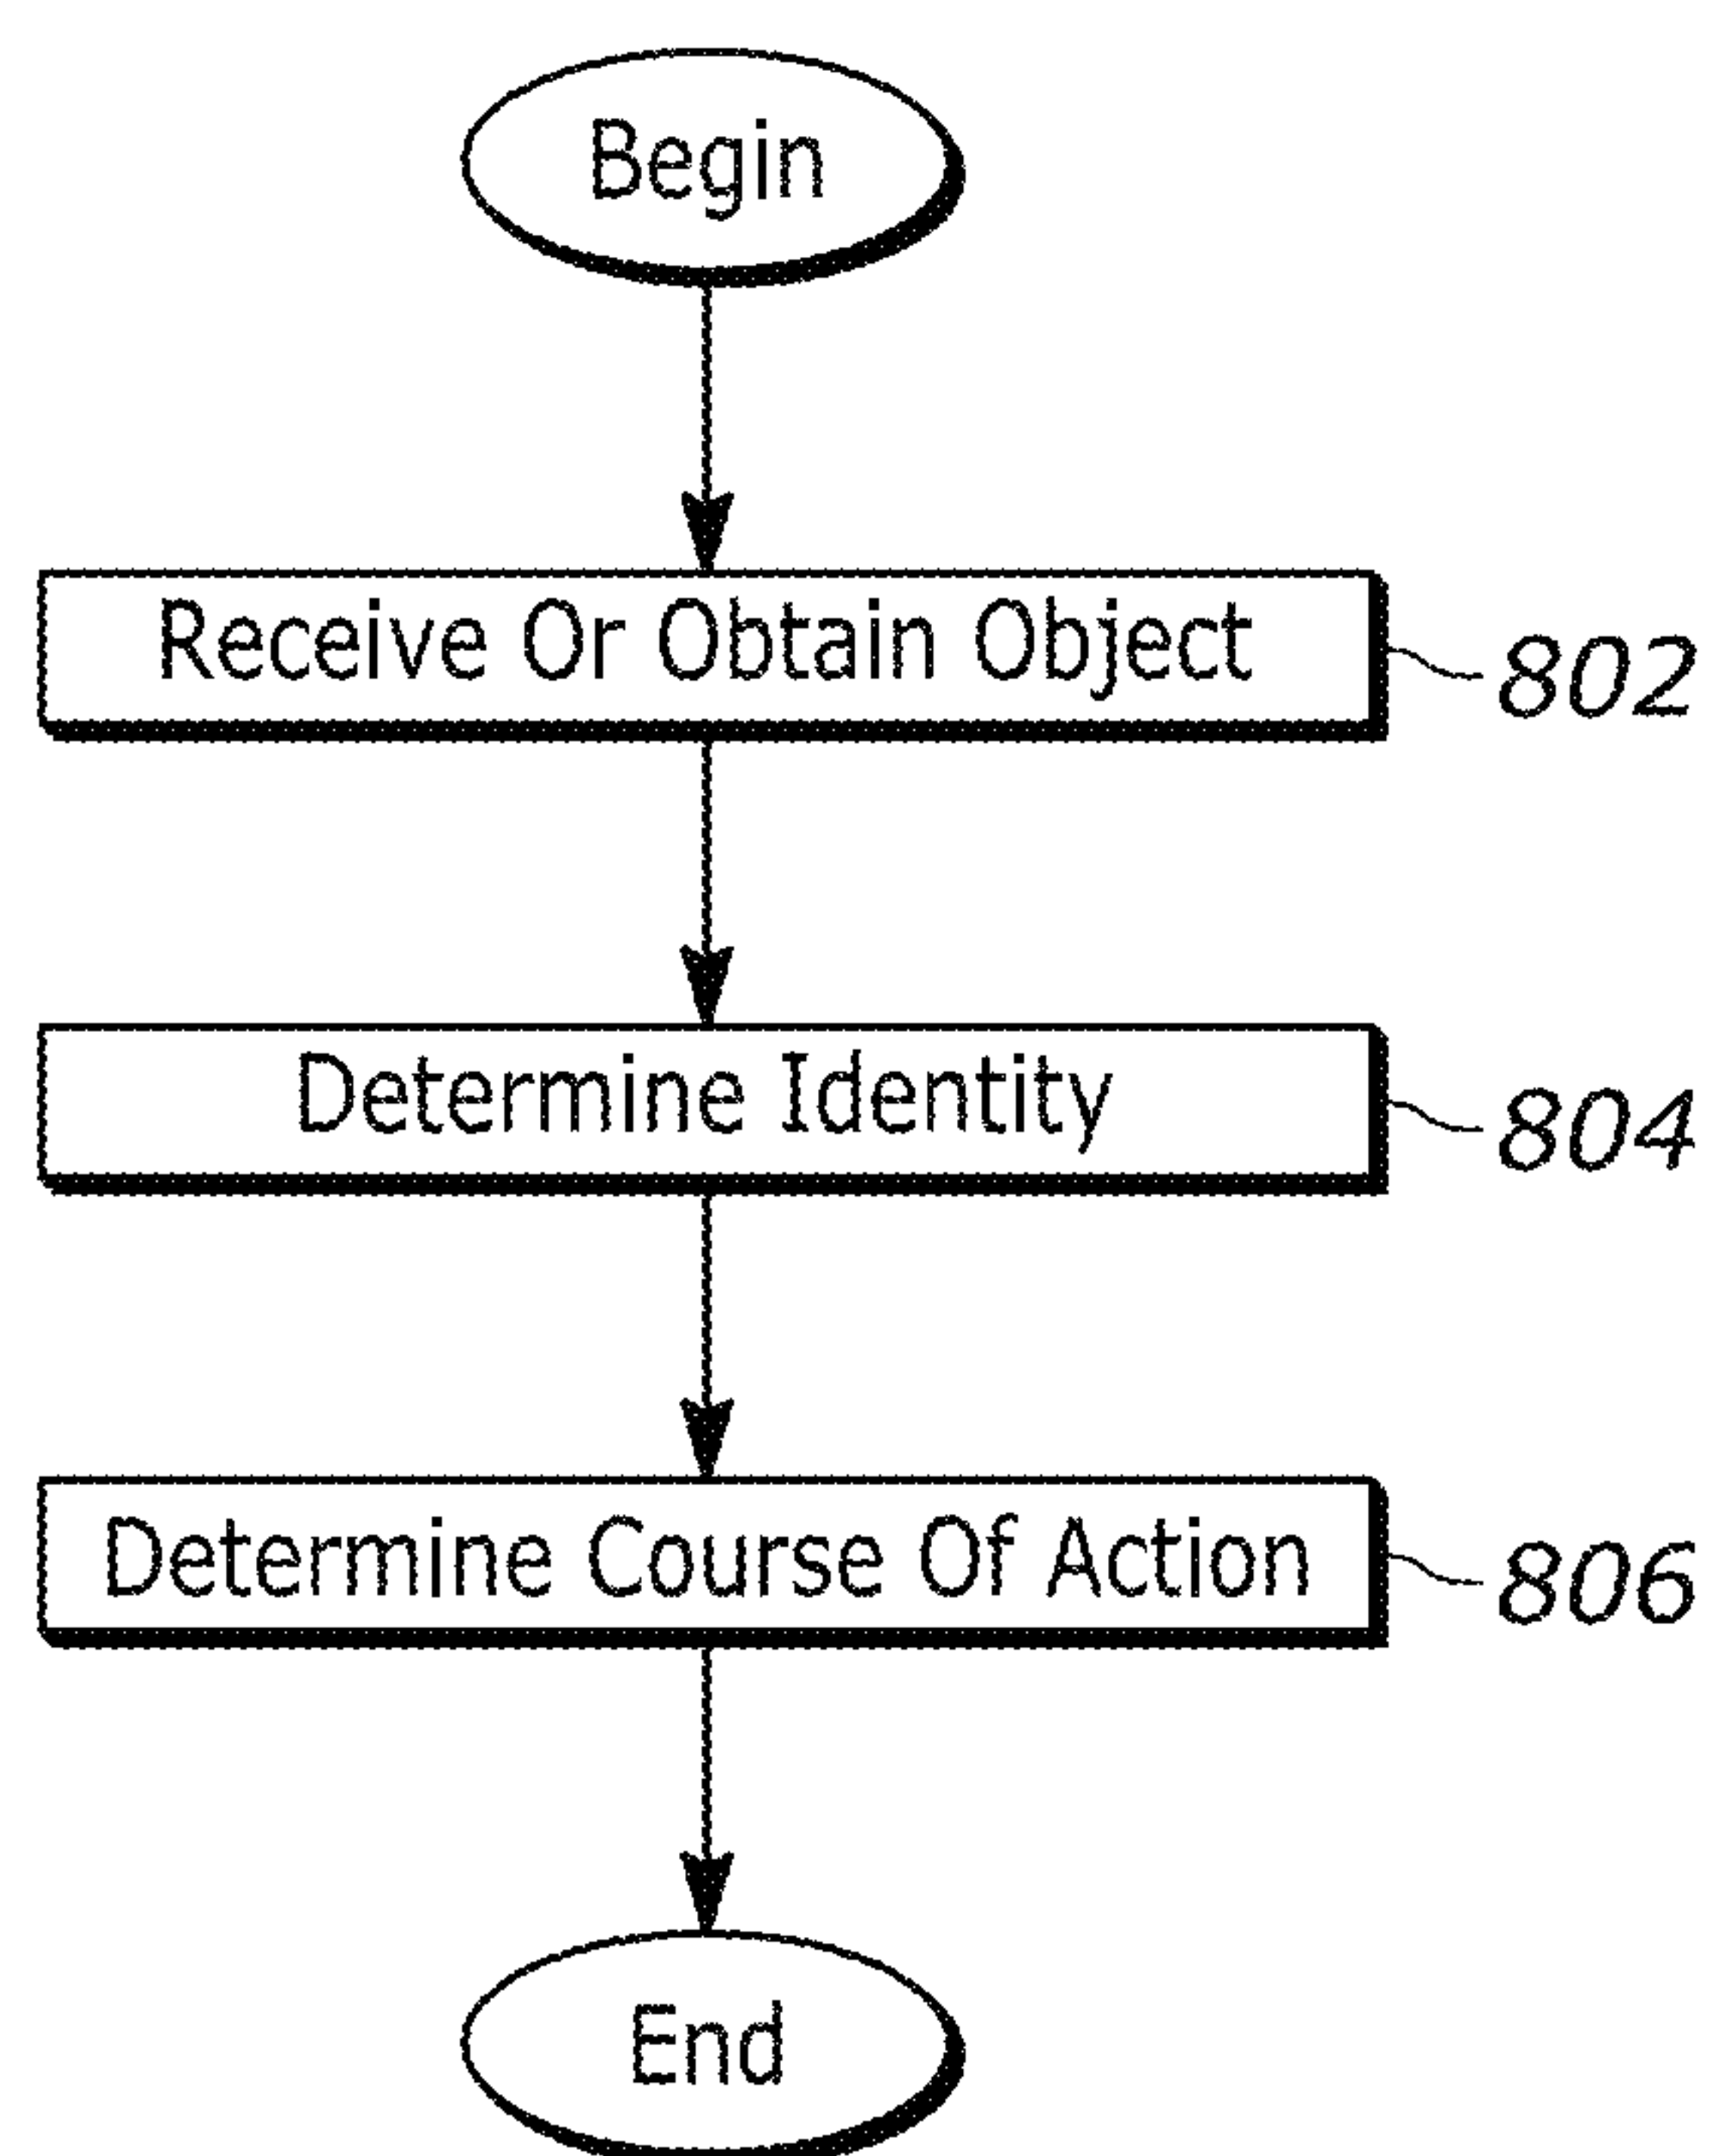 Begin
Receive Or Obtain Object
802
Determine Identity
804
Determine Course Of Action
806
End